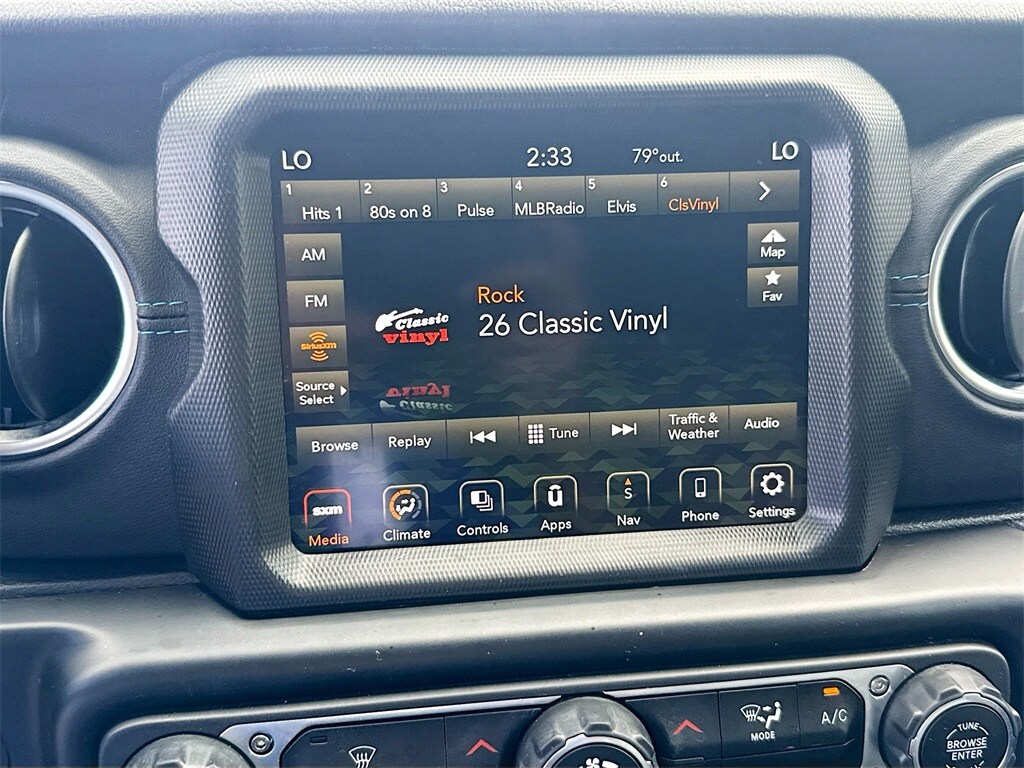 LO 2:33 79°out. LO
1 Hits 1 2 80s on 8 3 Pulse 4 MLBRadio 5 Elvis 6 ClsVinyl
AM
Map
FM
Fav
Rock
Classic vinyl
26 Classic Vinyl
SiriusXM
Source
Select
Browse Replay Tune Traffic &
Weather Audio
sxm
Media
Climate
Controls
ü
Apps
S
Nav
Phone
Settings
MODE
A/C
TUNE
BROWSE
ENTER